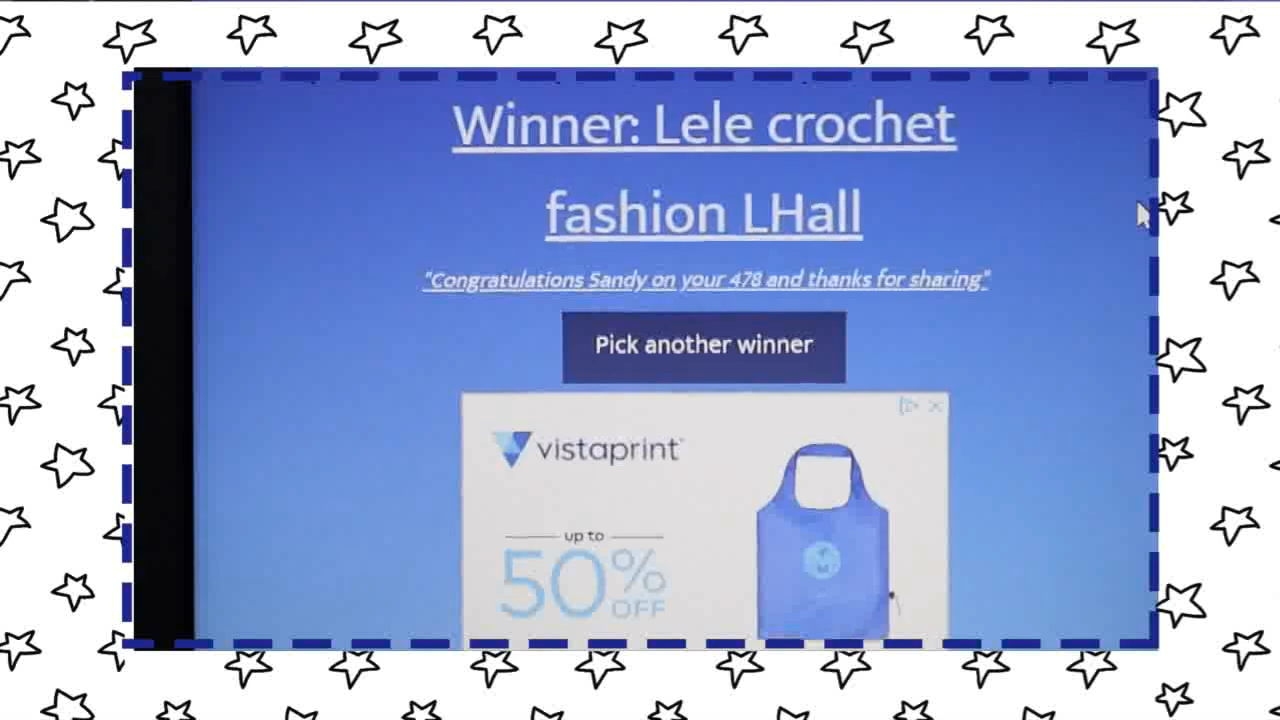 Winner: Lele crochet
fashion LHall
"Congratulations Sandy on your 478 and thanks for sharing"
Pick another winner
vistaprint
up to
50% OFF